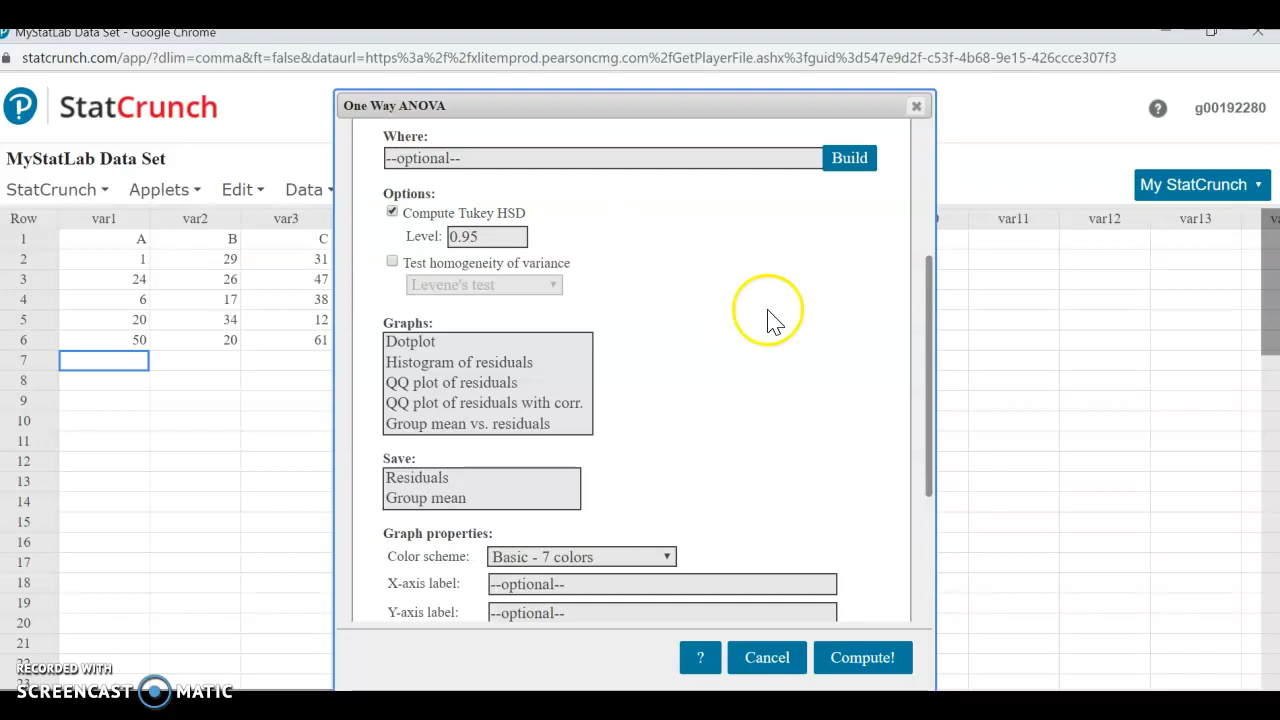 MyStatLab Data Set - Google Chrome
statcrunch.com/app/?dlim=comma&ft=false&dataurl=https%3a%2f%2fxlitemprod.pearsoncmg.com%2fGetPlayerFile.ashx%3fguid%3d547e9d2f-c53f-4b68-9e15-426ccce307f3
P StatCrunch
? g00192280
MyStatLab Data Set
StatCrunch Applets Edit Data
My StatCrunch
Row var1 var2 var3 var11 var12 var13
1 A B C
2 1 29 31
3 24 26 47
4 6 17 38
5 20 34 12
6 50 20 61
7
8
9
10
11
12
13
14
15
16
17
18
19
20
21
One Way ANOVA
Where:
--optional-- Build
Options:
Compute Tukey HSD
Level: 0.95
Test homogeneity of variance
Levene's test
Graphs:
Dotplot
Histogram of residuals
QQ plot of residuals
QQ plot of residuals with corr.
Group mean vs. residuals
Save:
Residuals
Group mean
Graph properties:
Color scheme: Basic - 7 colors
X-axis label: --optional--
Y-axis label: --optional--
? Cancel Compute!
RECORDED WITH
SCREENCAST MATIC